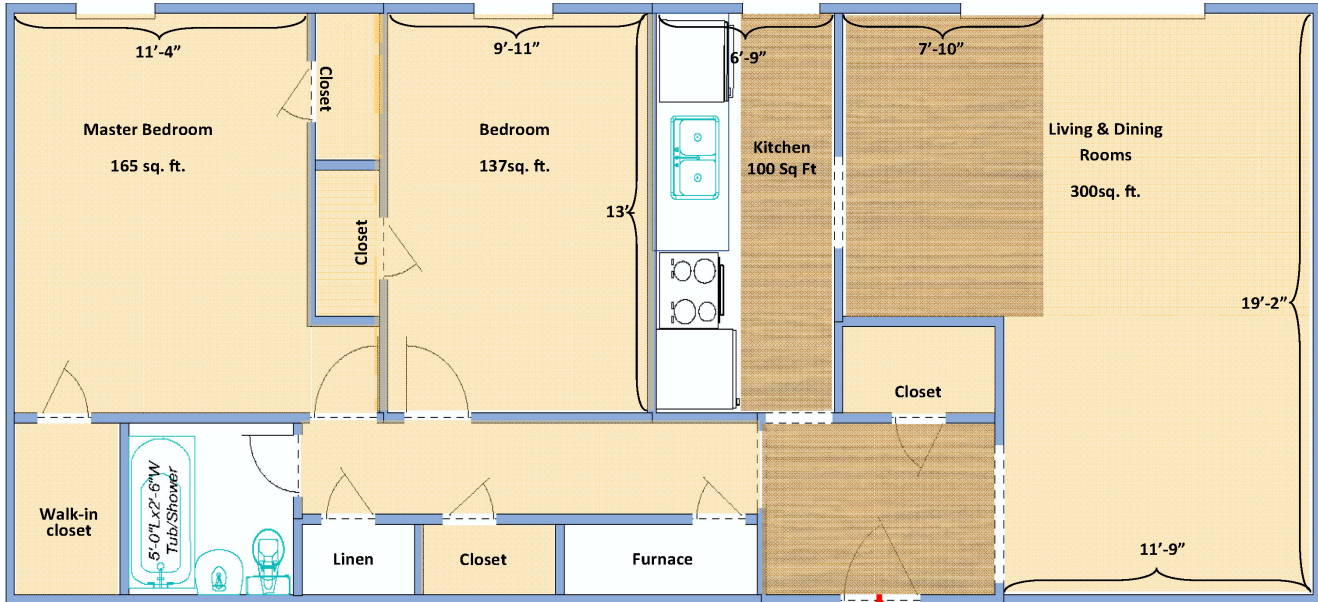 11’-4”
9’-11”
6’-9”
7’-10”
Closet
Master Bedroom
165 sq. ft.
Bedroom
137sq. ft.
Kitchen
100 Sq Ft
Living & Dining
Rooms
300sq. ft.
13’
Closet
19’-2”
Closet
Walk-in
closet
5'-0"Lx2'-6"W
Tub/Shower
Linen
Closet
Furnace
11’-9”